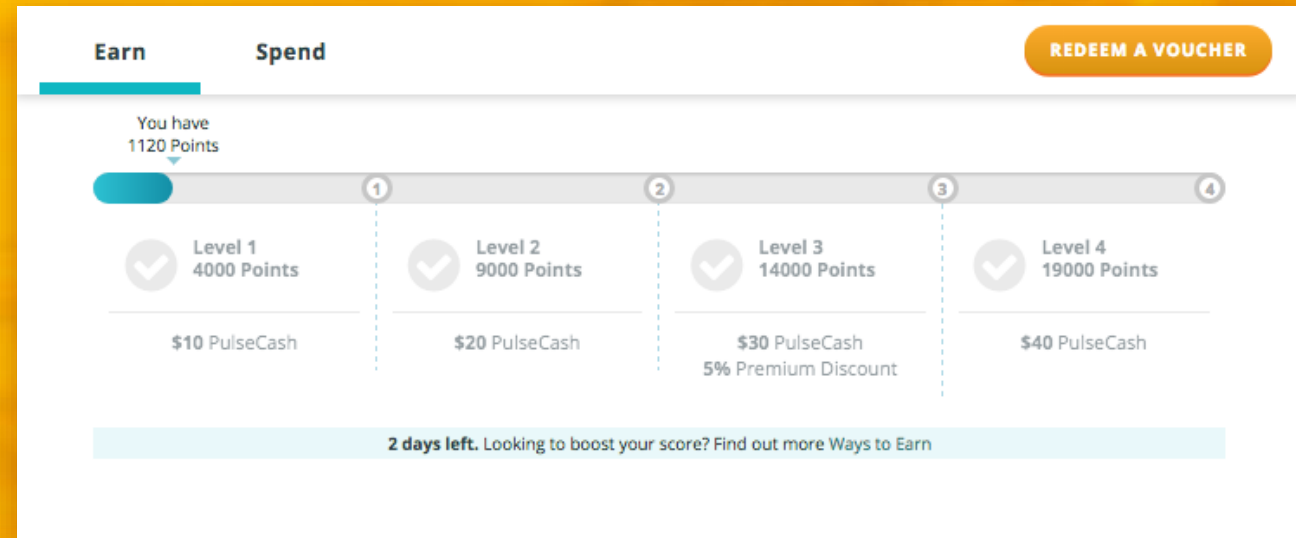 Earn
Spend
REDEEM A VOUCHER
You have
1120 Points
1
2
3
4
Level 1
4000 Points
Level 2
9000 Points
Level 3
14000 Points
Level 4
19000 Points
$10 PulseCash
$20 PulseCash
$30 PulseCash
5% Premium Discount
$40 PulseCash
2 days left. Looking to boost your score? Find out more Ways to Earn